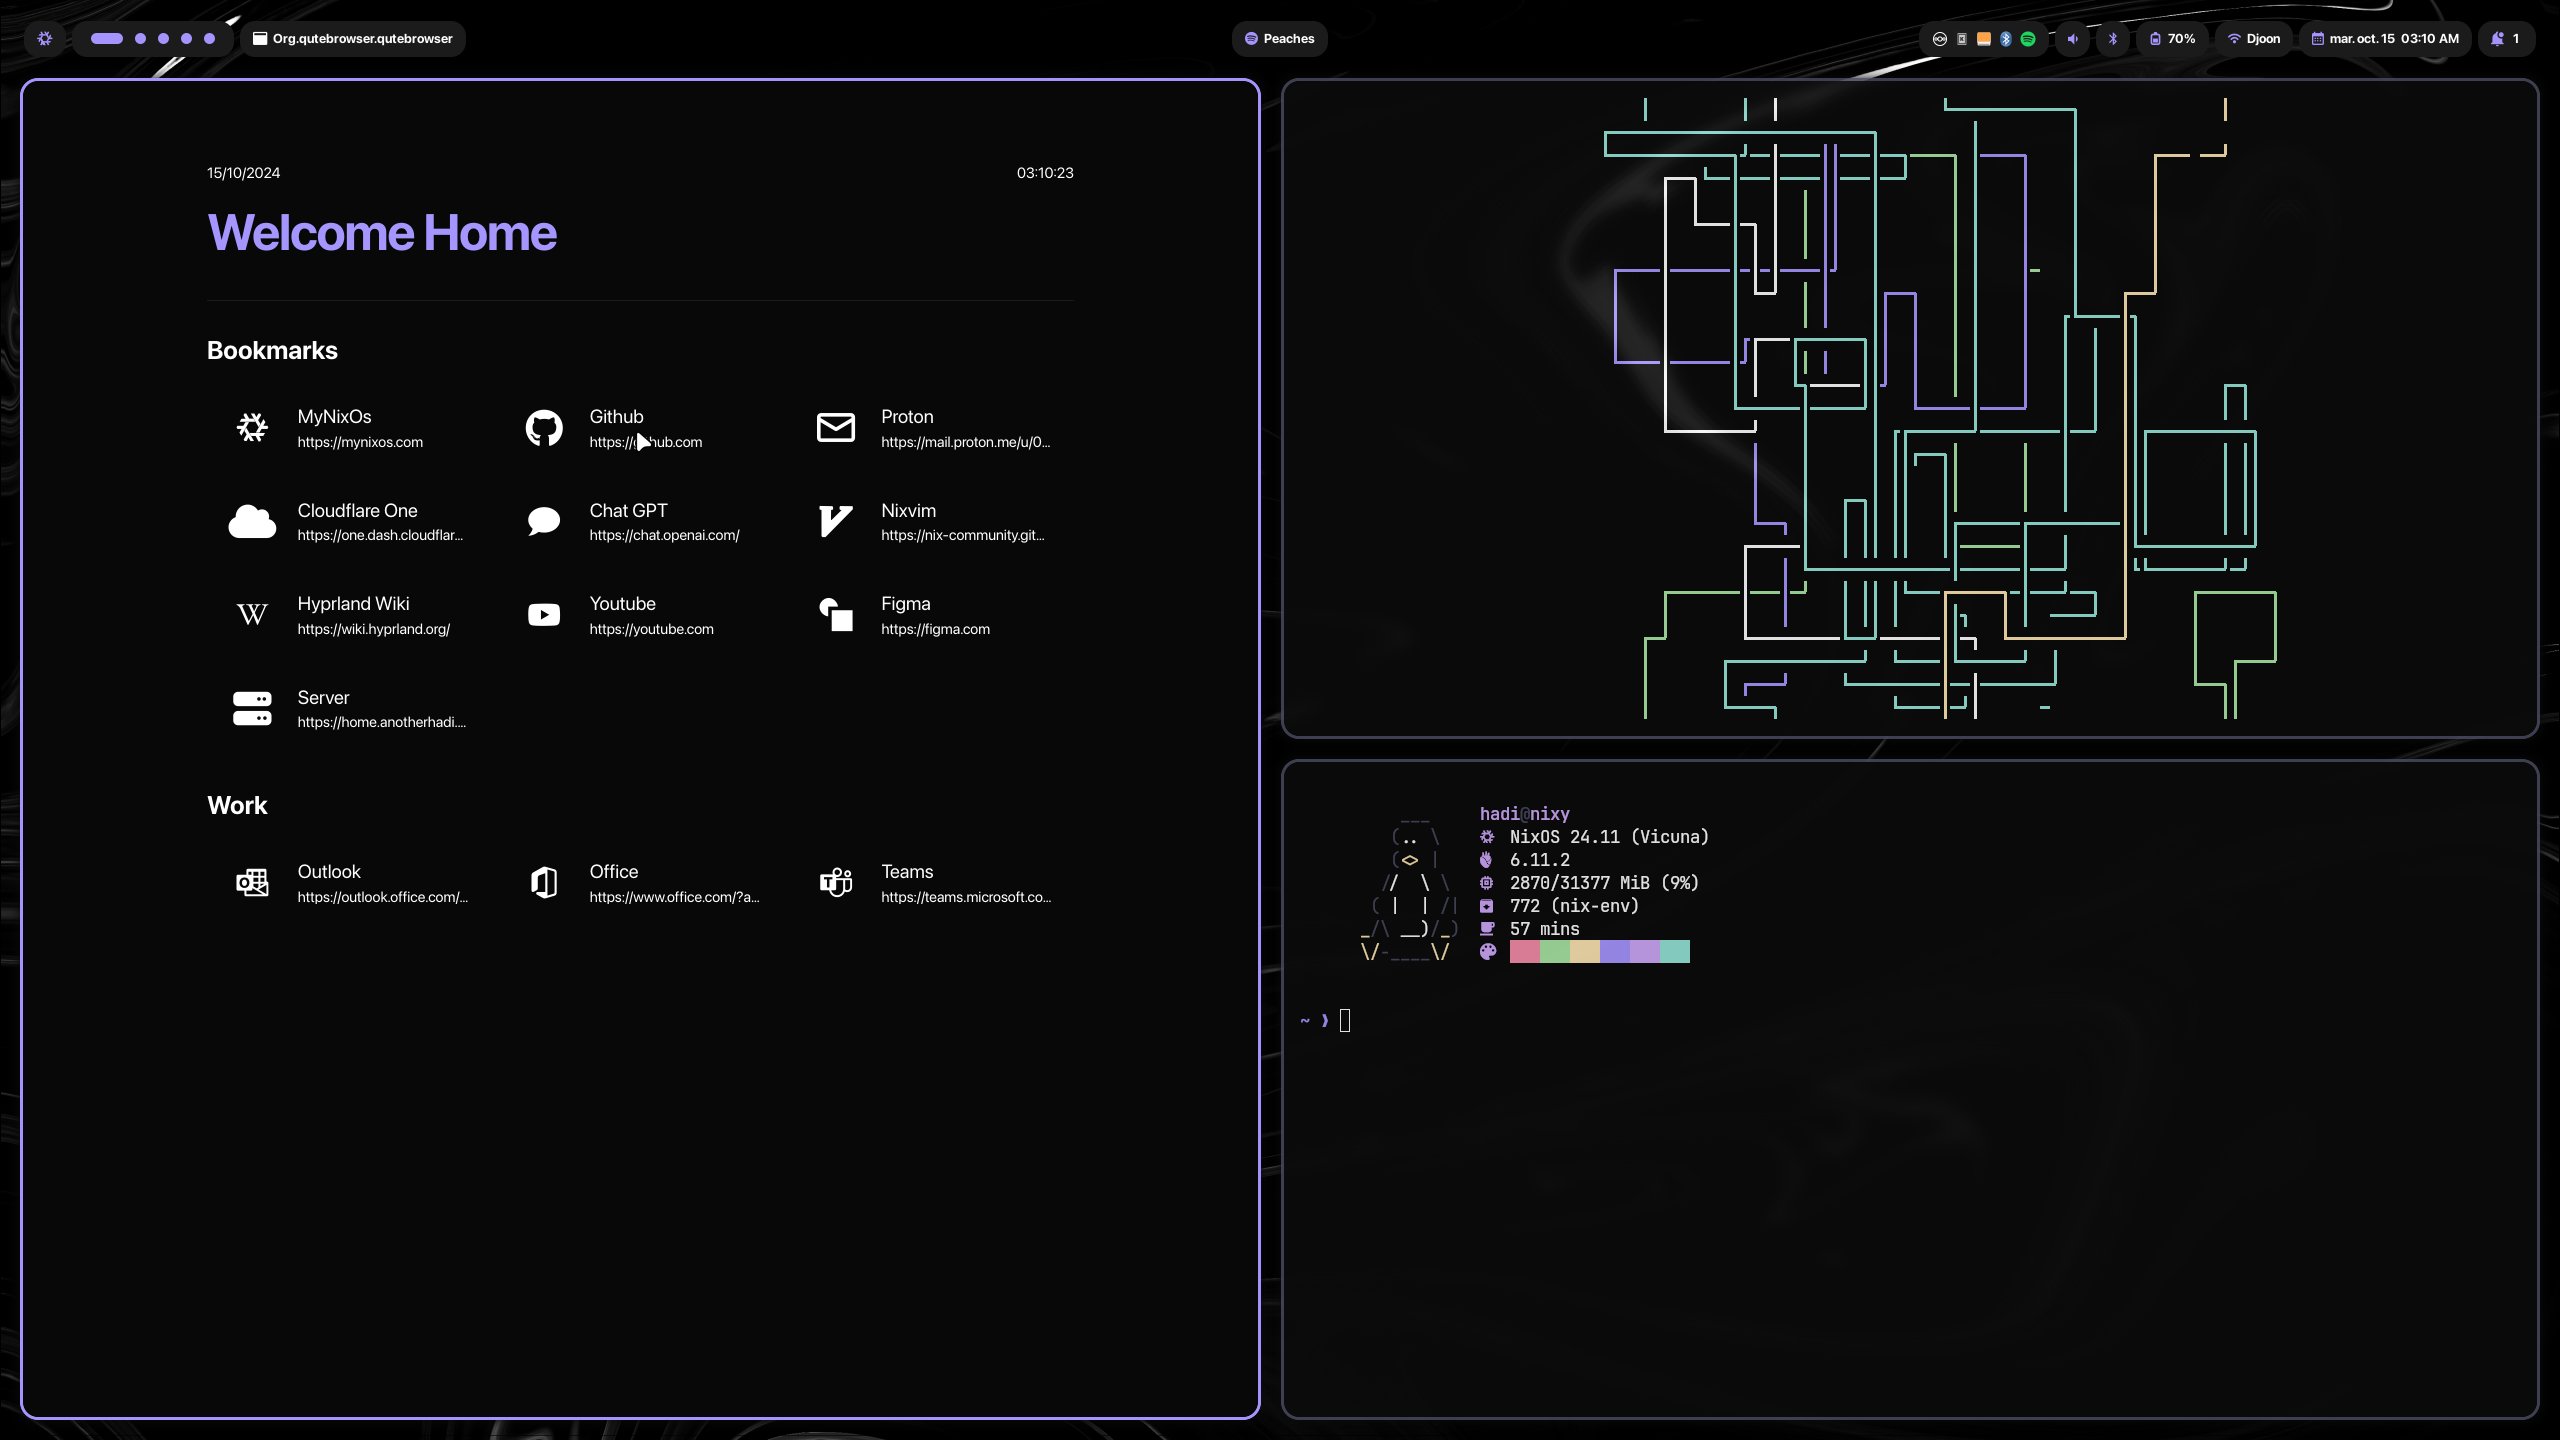 Org.qutebrowser.qutebrowser
Peaches
70%
Djoon
mar. oct. 15 03:10 AM
1
15/10/2024
03:10:23
Welcome Home
Bookmarks
MyNixOs
https://mynixos.com
Github
https://github.com
Proton
https://mail.proton.me/u/0...
Cloudflare One
https://one.dash.cloudflar...
Chat GPT
https://chat.openai.com/
Nixvim
https://nix-community.git...
Hyprland Wiki
https://wiki.hyprland.org/
Youtube
https://youtube.com
Figma
https://figma.com
Server
https://home.anotherhadi....
Work
Outlook
https://outlook.office.com/...
Office
https://www.office.com/?a...
Teams
https://teams.microsoft.co...
hadi@nixy
NixOS 24.11 (Vicuna)
6.11.2
2870/31377 MiB (9%)
772 (nix-env)
57 mins
~ ❯